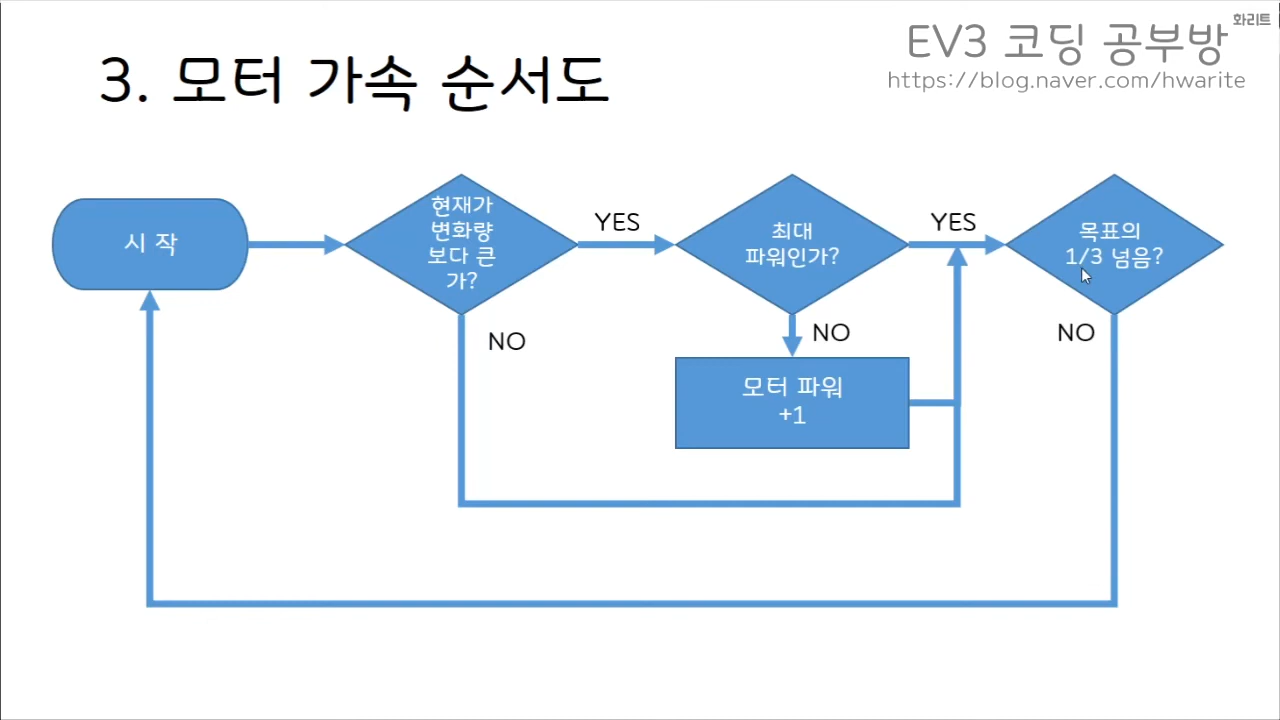 화리트
EV3 코딩 공부방
https://blog.naver.com/hwarite
3. 모터 가속 순서도
시 작
현재가
변화량
보다 큰
가?
YES
NO
최대
파워인가?
YES
NO
모터 파워
+1
목표의
1/3 넘음?
NO